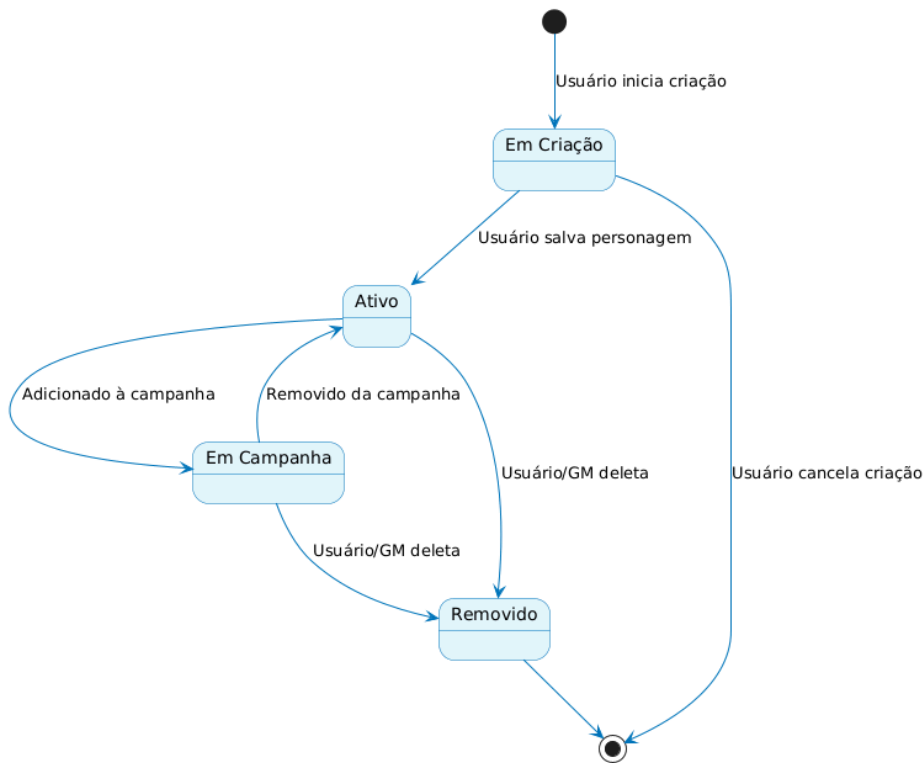 Usuário inicia criação
Em Criação
Usuário salva personagem
Ativo
Adicionado à campanha
Removido da campanha
Em Campanha
Usuário/GM deleta
Usuário cancela criação
Usuário/GM deleta
Removido